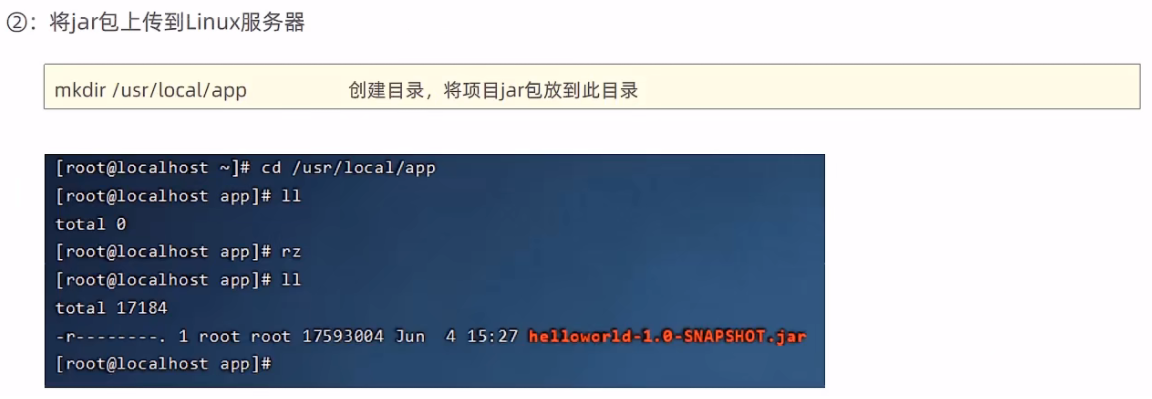 ②：将jar包上传到Linux服务器
mkdir /usr/local/app 创建目录，将项目jar包放到此目录
[root@localhost ~]# cd /usr/local/app
[root@localhost app]# ll
total 0
[root@localhost app]# rz
[root@localhost app]# ll
total 17184
-r--------. 1 root root 17593004 Jun  4 15:27 helloworld-1.0-SNAPSHOT.jar
[root@localhost app]#